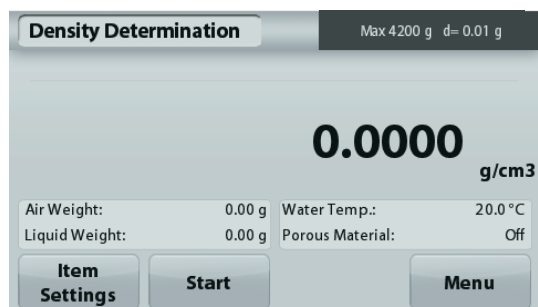 Density Determination
Max 4200 g d= 0.01 g
0.0000
g/cm3
Air Weight: 0.00 g Water Temp.: 20.0 °C
Liquid Weight: 0.00 g Porous Material: Off
Item
Settings
Start
Menu